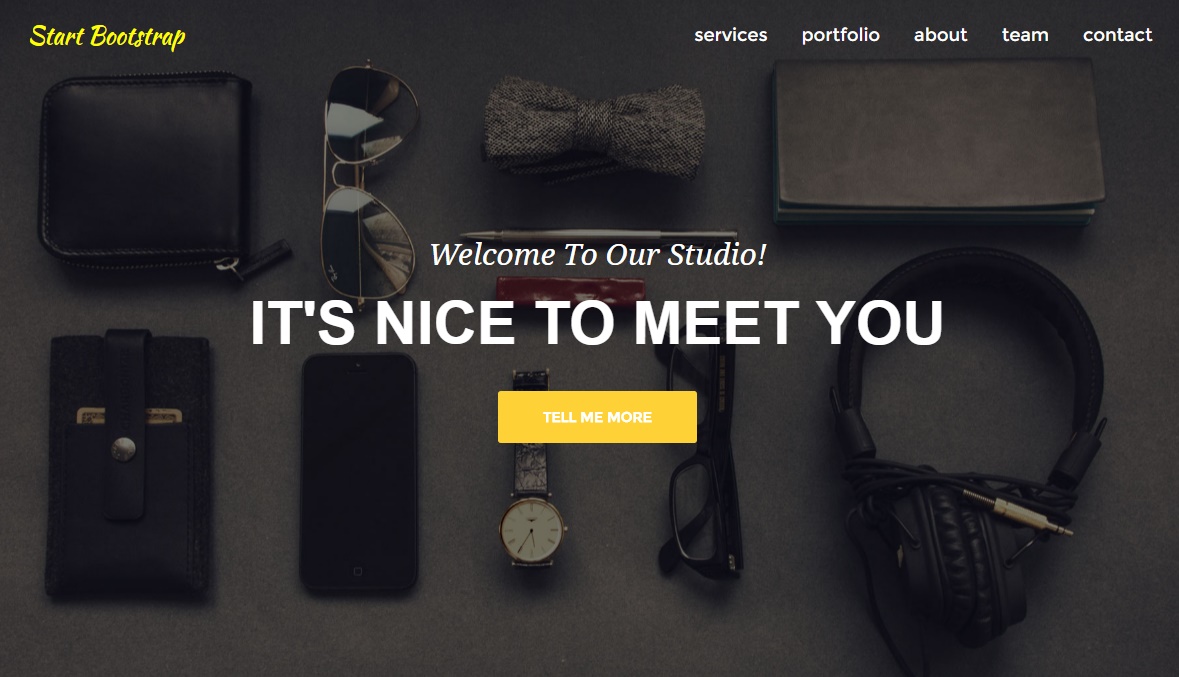 Start Bootstrap
services portfolio about team contact
Welcome To Our Studio!
IT'S NICE TO MEET YOU
TELL ME MORE